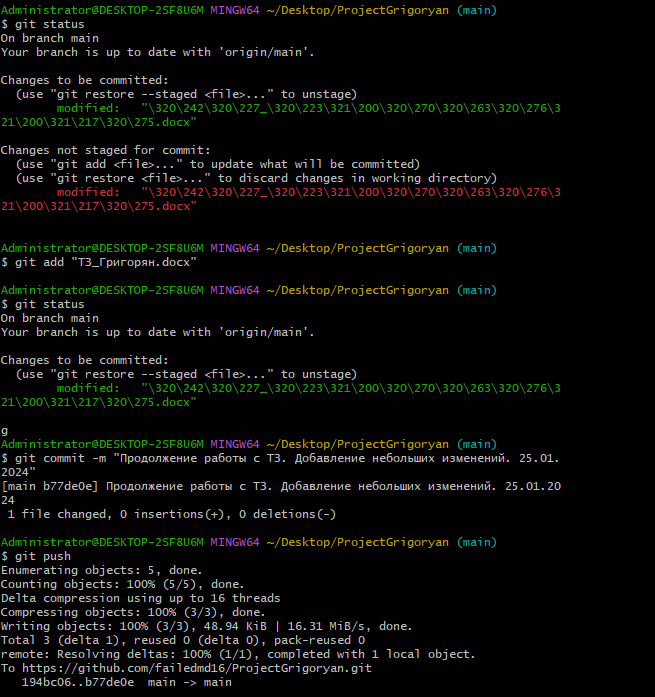 Administrator@DESKTOP-2SF8U6M MINGW64 ~/Desktop/ProjectGrigoryan (main)
$ git status
On branch main
Your branch is up to date with 'origin/main'.
Changes to be committed:
  (use "git restore --staged <file>..." to unstage)
        modified:   "\320\242\320\227_\320\223\321\200\320\270\320\263\320\276\3
21\200\321\217\320\275.docx"
Changes not staged for commit:
  (use "git add <file>..." to update what will be committed)
  (use "git restore <file>..." to discard changes in working directory)
        modified:   "\320\242\320\227_\320\223\321\200\320\270\320\263\320\276\3
21\200\321\217\320\275.docx"
Administrator@DESKTOP-2SF8U6M MINGW64 ~/Desktop/ProjectGrigoryan (main)
$ git add "ТЗ_Григорян.docx"
Administrator@DESKTOP-2SF8U6M MINGW64 ~/Desktop/ProjectGrigoryan (main)
$ git status
On branch main
Your branch is up to date with 'origin/main'.
Changes to be committed:
  (use "git restore --staged <file>..." to unstage)
        modified:   "\320\242\320\227_\320\223\321\200\320\270\320\263\320\276\3
21\200\321\217\320\275.docx"
g
Administrator@DESKTOP-2SF8U6M MINGW64 ~/Desktop/ProjectGrigoryan (main)
$ git commit -m "Продолжение работы с ТЗ. Добавление небольших изменений. 25.01.
2024"
[main b77de0e] Продолжение работы с ТЗ. Добавление небольших изменений. 25.01.20
24
 1 file changed, 0 insertions(+), 0 deletions(-)
Administrator@DESKTOP-2SF8U6M MINGW64 ~/Desktop/ProjectGrigoryan (main)
$ git push
Enumerating objects: 5, done.
Counting objects: 100% (5/5), done.
Delta compression using up to 16 threads
Compressing objects: 100% (3/3), done.
Writing objects: 100% (3/3), 48.94 KiB | 16.31 MiB/s, done.
Total 3 (delta 1), reused 0 (delta 0), pack-reused 0
remote: Resolving deltas: 100% (1/1), completed with 1 local object.
To https://github.com/failedmd16/ProjectGrigoryan.git
   194bc06..b77de0e  main -> main